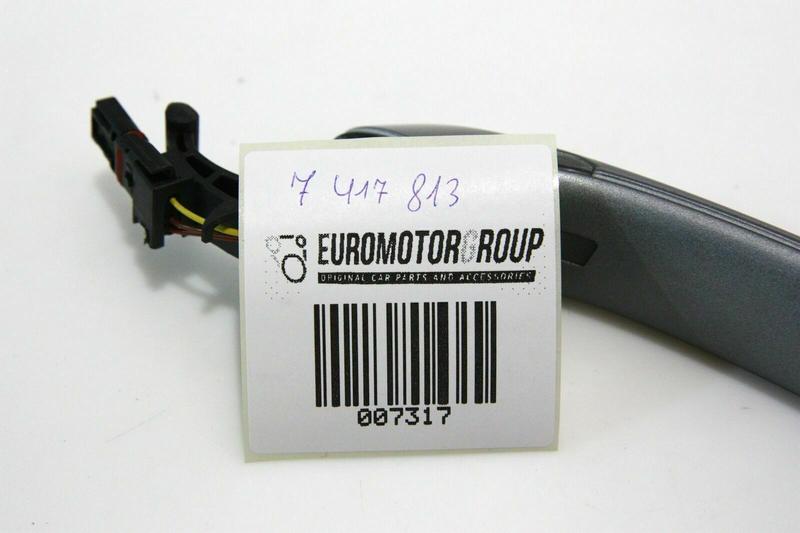 7 417 813
EUROMOTORGROUP
ORIGINAL CAR PARTS AND ACCESSORIES
007317